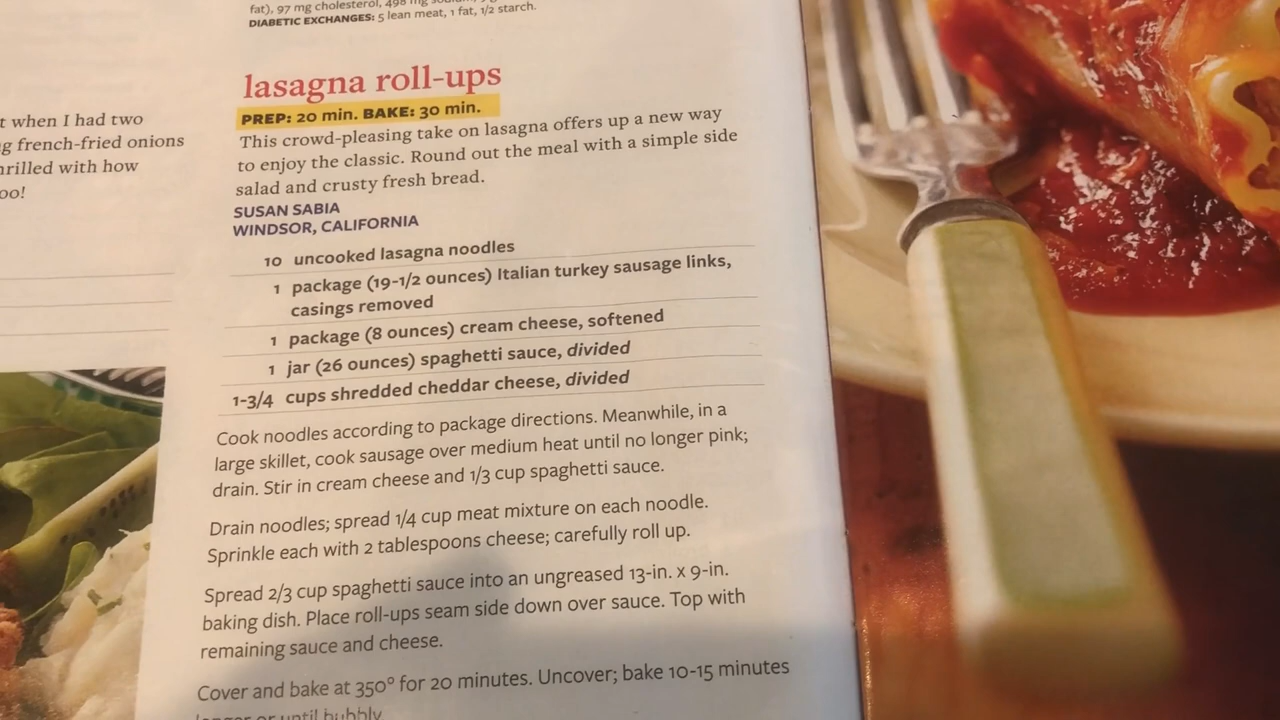 fat), 97 mg cholesterol, 498 mg
DIABETIC EXCHANGES: 5 lean meat, 1 fat, 1/2 starch.
t when I had two
g french-fried onions
hrilled with how
oo!
lasagna roll-ups
PREP: 20 min. BAKE: 30 min.
This crowd-pleasing take on lasagna offers up a new way
to enjoy the classic. Round out the meal with a simple side
salad and crusty fresh bread.
SUSAN SABIA
WINDSOR, CALIFORNIA
10 uncooked lasagna noodles
1 package (19-1/2 ounces) Italian turkey sausage links,
casings removed
1 package (8 ounces) cream cheese, softened
1 jar (26 ounces) spaghetti sauce, divided
1-3/4 cups shredded cheddar cheese, divided
Cook noodles according to package directions. Meanwhile, in a
large skillet, cook sausage over medium heat until no longer pink;
drain. Stir in cream cheese and 1/3 cup spaghetti sauce.
Drain noodles; spread 1/4 cup meat mixture on each noodle.
Sprinkle each with 2 tablespoons cheese; carefully roll up.
Spread 2/3 cup spaghetti sauce into an ungreased 13-in. x 9-in.
baking dish. Place roll-ups seam side down over sauce. Top with
remaining sauce and cheese.
Cover and bake at 350° for 20 minutes. Uncover; bake 10-15 minutes
longer or until bubbly